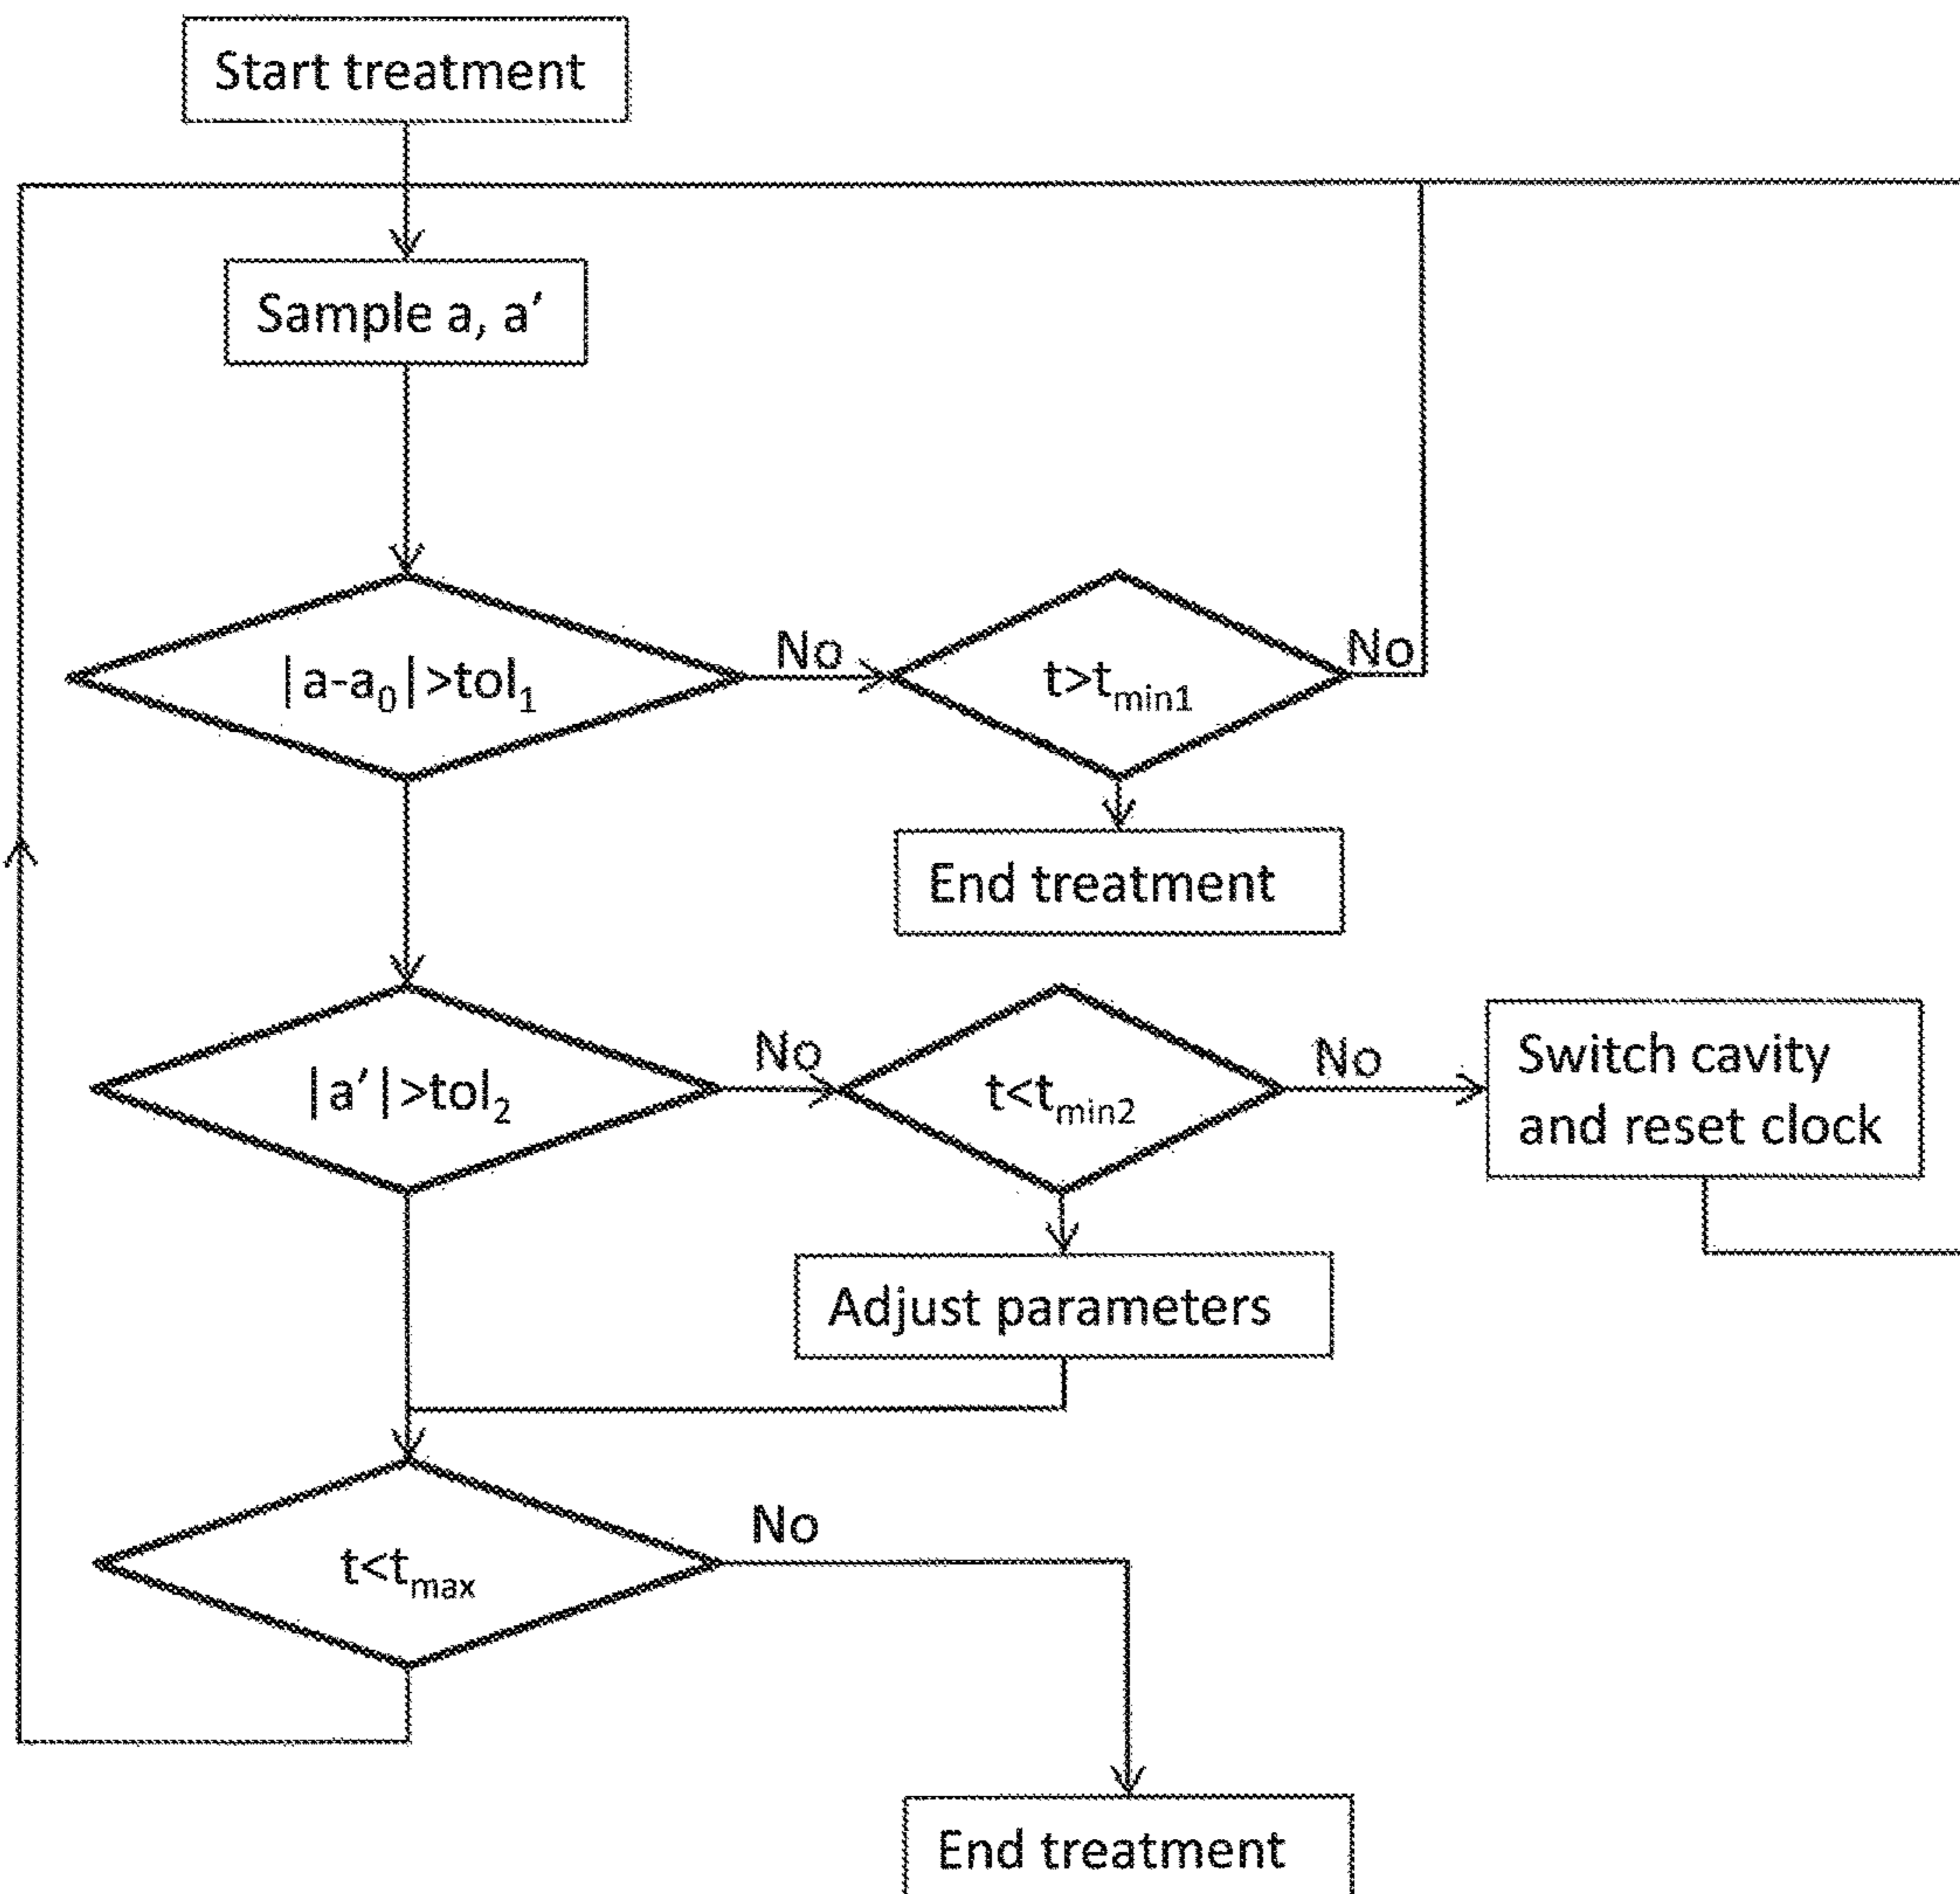 Start treatment
Sample a, a′
|a-a₀|>tol₁
No
t>tₘᵢₙ₁
No
End treatment
|a′|>tol₂
No
t<tₘᵢₙ₂
No
Switch cavity
and reset clock
Adjust parameters
t<tₘₐₓ
No
End treatment